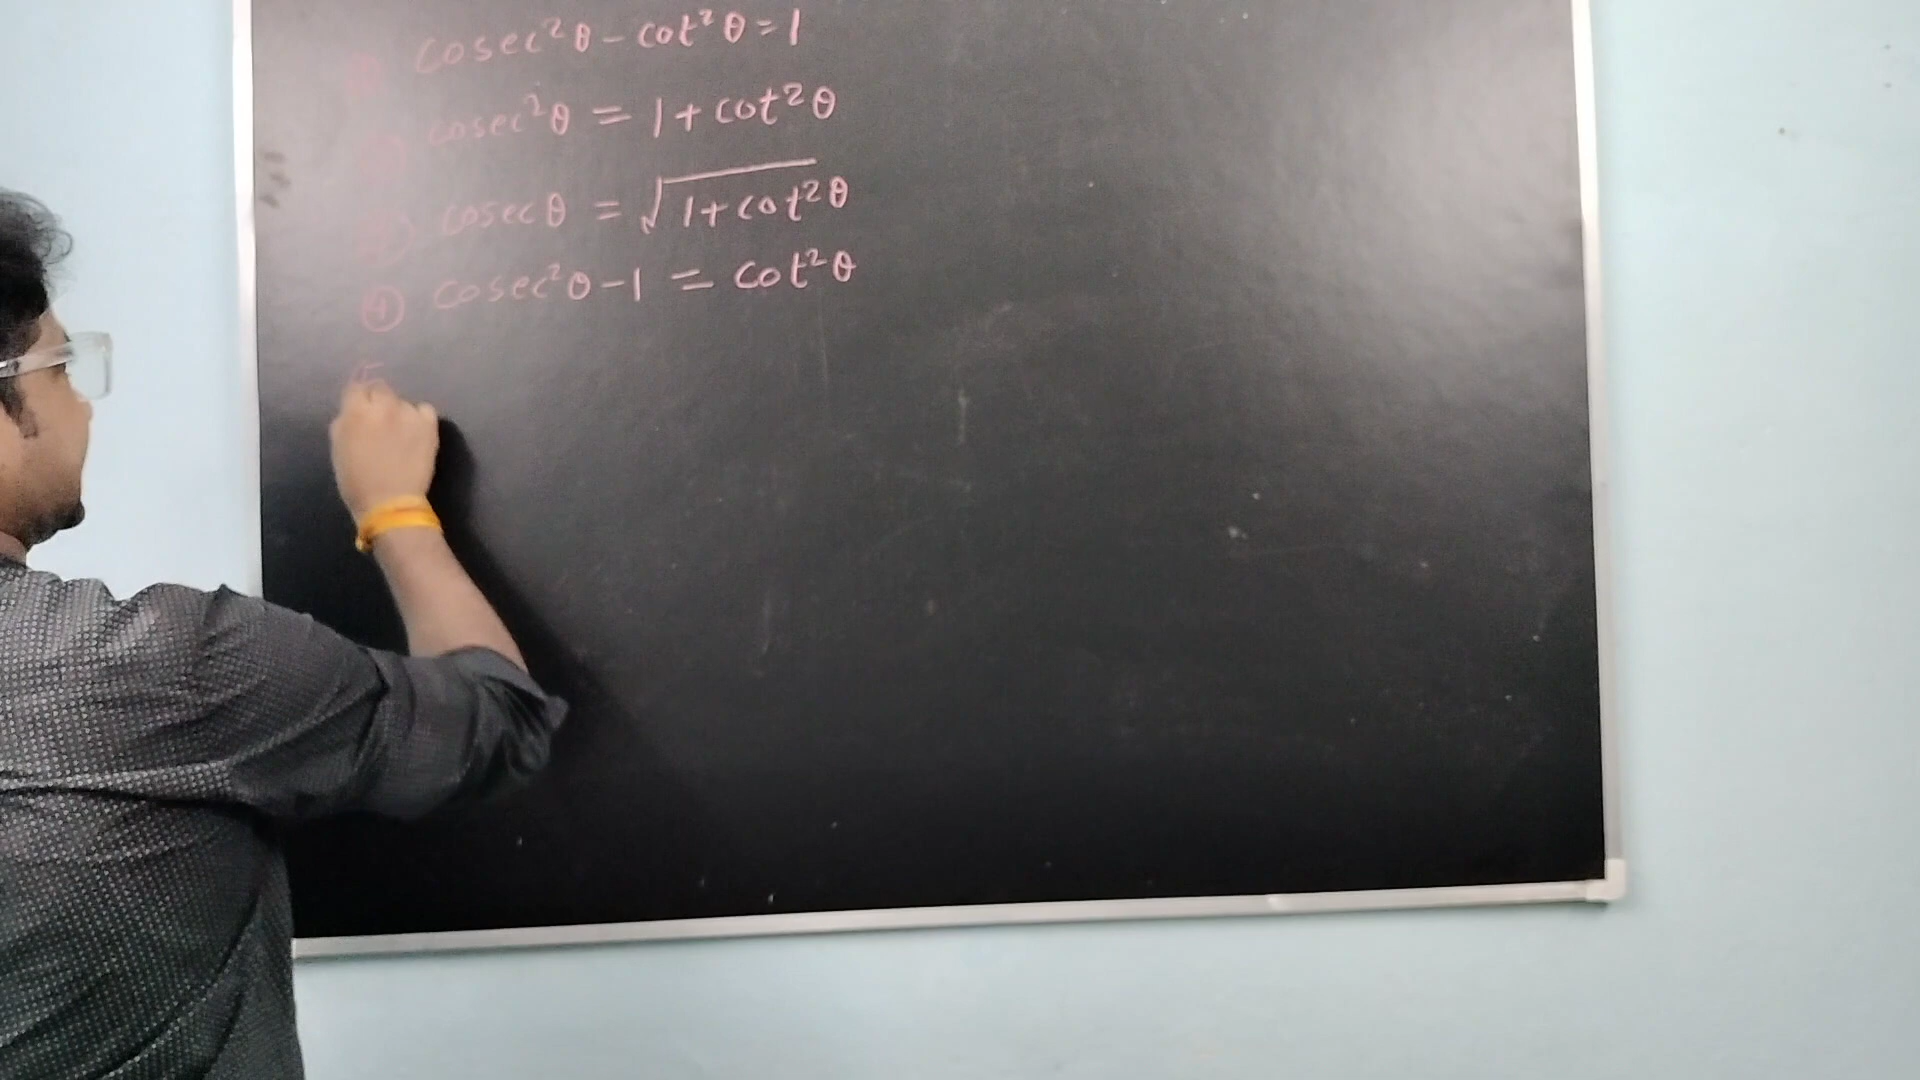 cosec²θ - cot²θ = 1
cosec²θ = 1 + cot²θ
cosecθ = √1+cot²θ
④ cosec²θ - 1 = cot²θ